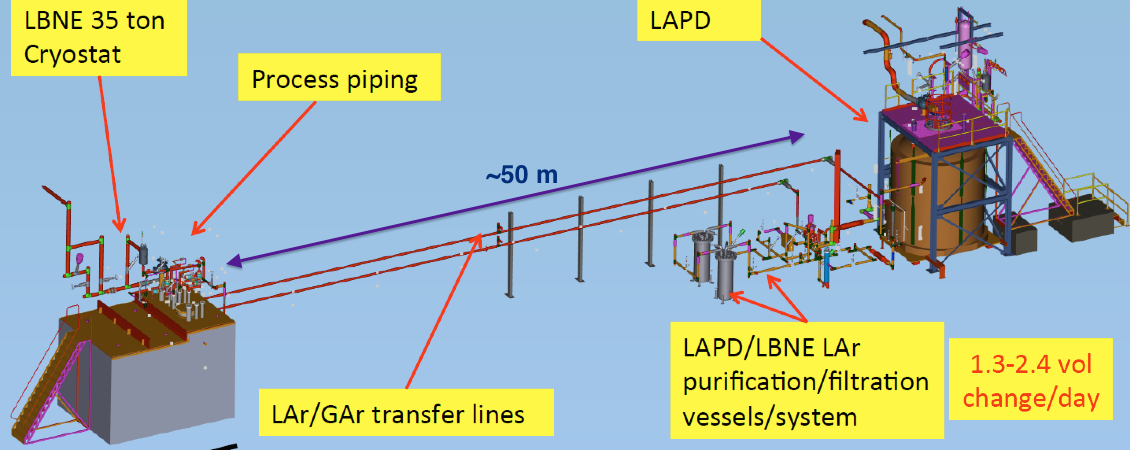 LBNE 35 ton
Cryostat
Process piping
LAPD
~50 m
LAr/GAr transfer lines
LAPD/LBNE LAr
purification/filtration
vessels/system
1.3-2.4 vol
change/day